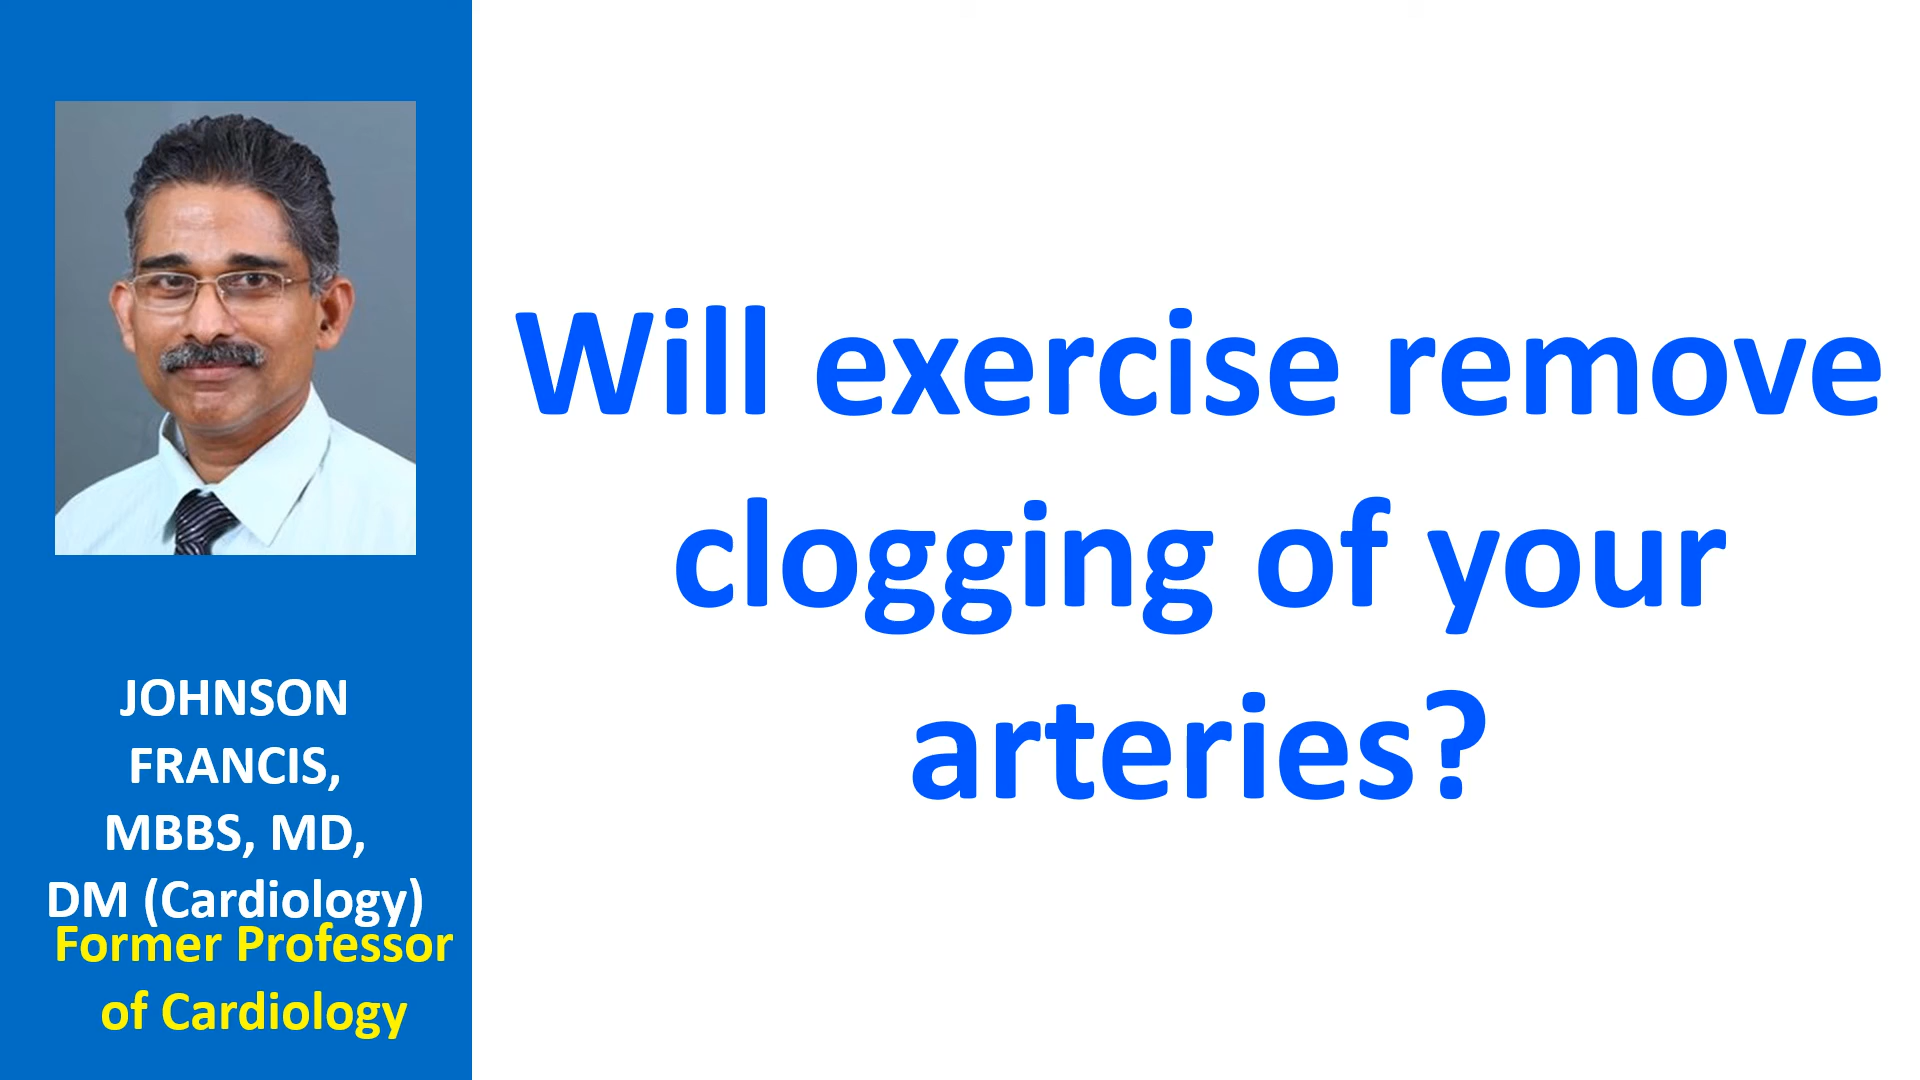 JOHNSON
FRANCIS,
MBBS, MD,
DM (Cardiology)
Former Professor
of Cardiology
Will exercise remove
clogging of your
arteries?